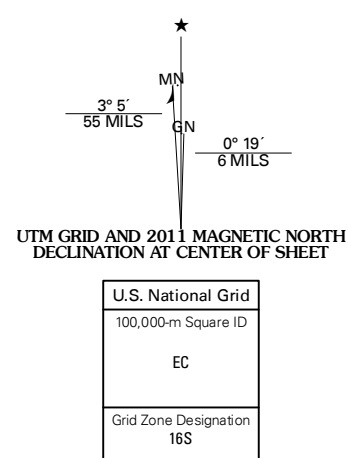 ★
MN
3° 5´
55 MILS
GN
0° 19´
6 MILS
UTM GRID AND 2011 MAGNETIC NORTH
DECLINATION AT CENTER OF SHEET
U.S. National Grid
100,000-m Square ID
EC
Grid Zone Designation
16S